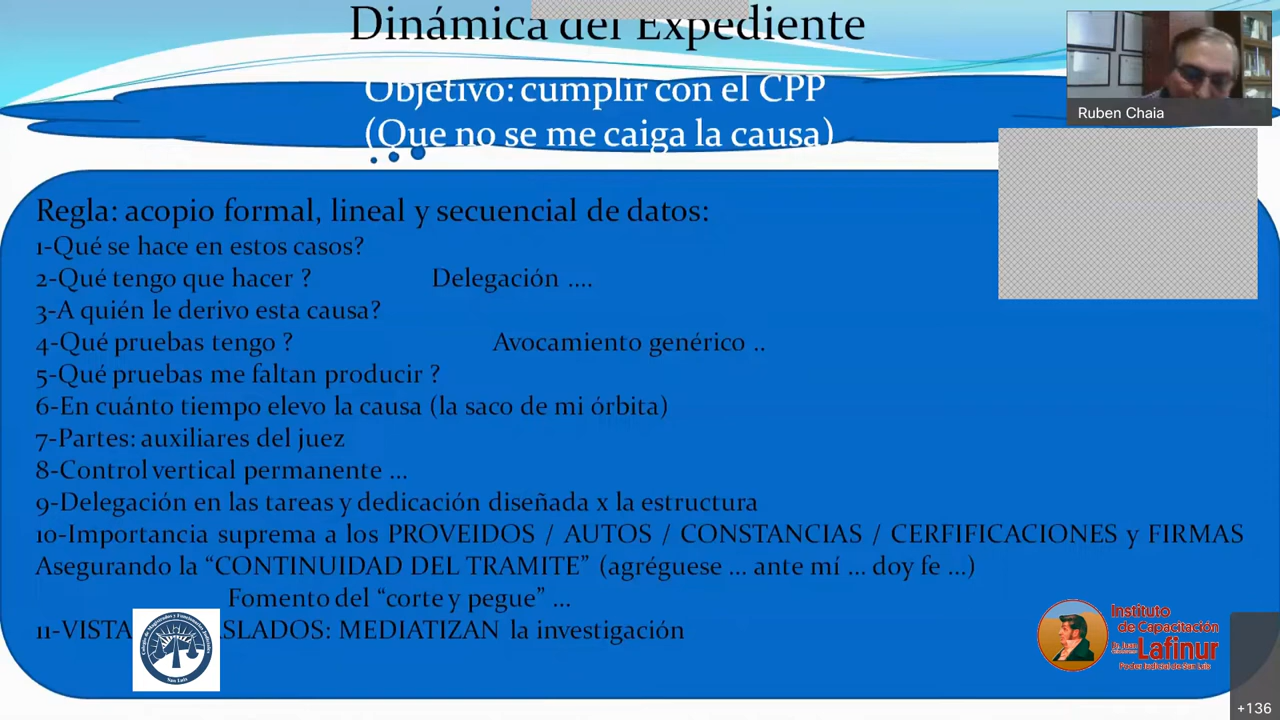 Dinámica del Expediente
Objetivo: cumplir con el CPP
(Que no se me caiga la causa)
Ruben Chaia
Regla: acopio formal, lineal y secuencial de datos:
1-Qué se hace en estos casos?
2-Qué tengo que hacer ? Delegación ....
3-A quién le derivo esta causa?
4-Qué pruebas tengo ? Avocamiento genérico ..
5-Qué pruebas me faltan producir ?
6-En cuánto tiempo elevo la causa (la saco de mi órbita)
7-Partes: auxiliares del juez
8-Control vertical permanente ...
9-Delegación en las tareas y dedicación diseñada x la estructura
10-Importancia suprema a los PROVEIDOS / AUTOS / CONSTANCIAS / CERFIFICACIONES y FIRMAS
Asegurando la “CONTINUIDAD DEL TRAMITE” (agréguese ... ante mí ... doy fe ...)
Fomento del “corte y pegue” ...
11-VISTA ASLADOS: MEDIATIZAN la investigación
San Luis
Instituto
de Capacitación
Lafinur
Poder Judicial de San Luis
+136